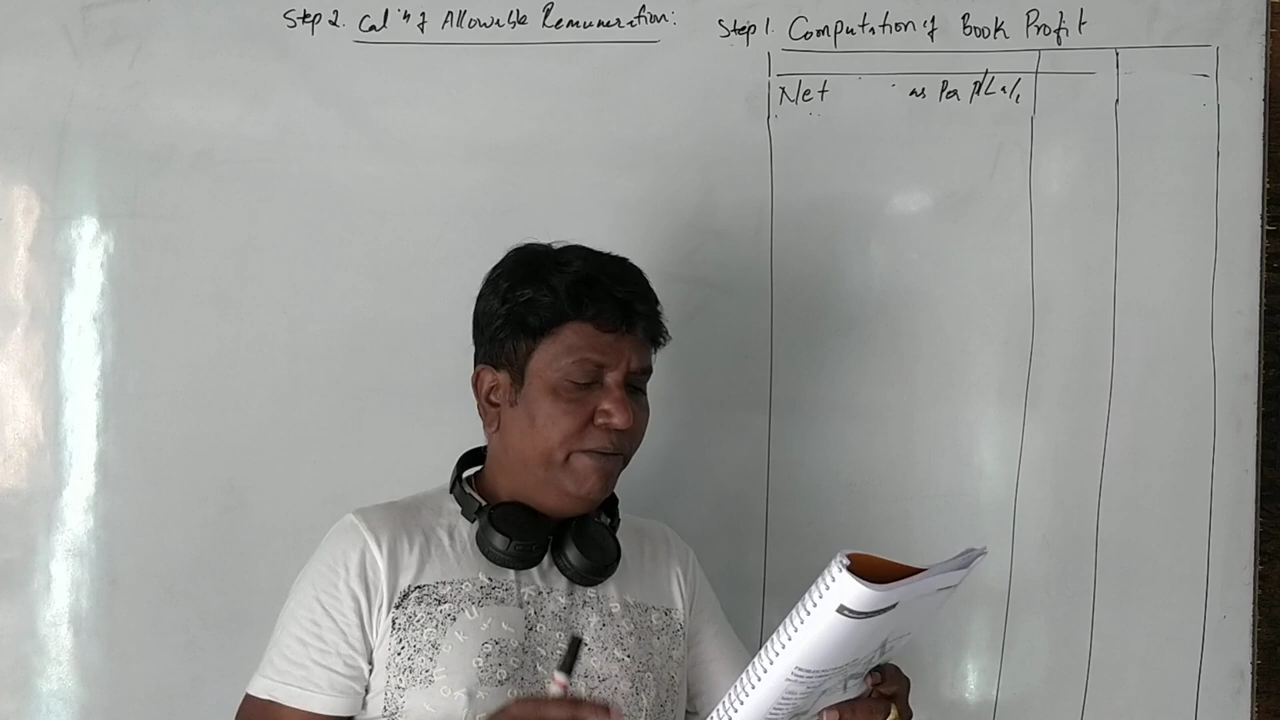 Step 2. Cal'n of Allowable Remuneration:
Step 1. Computation of Book Profit
Net as Per P/L a/c